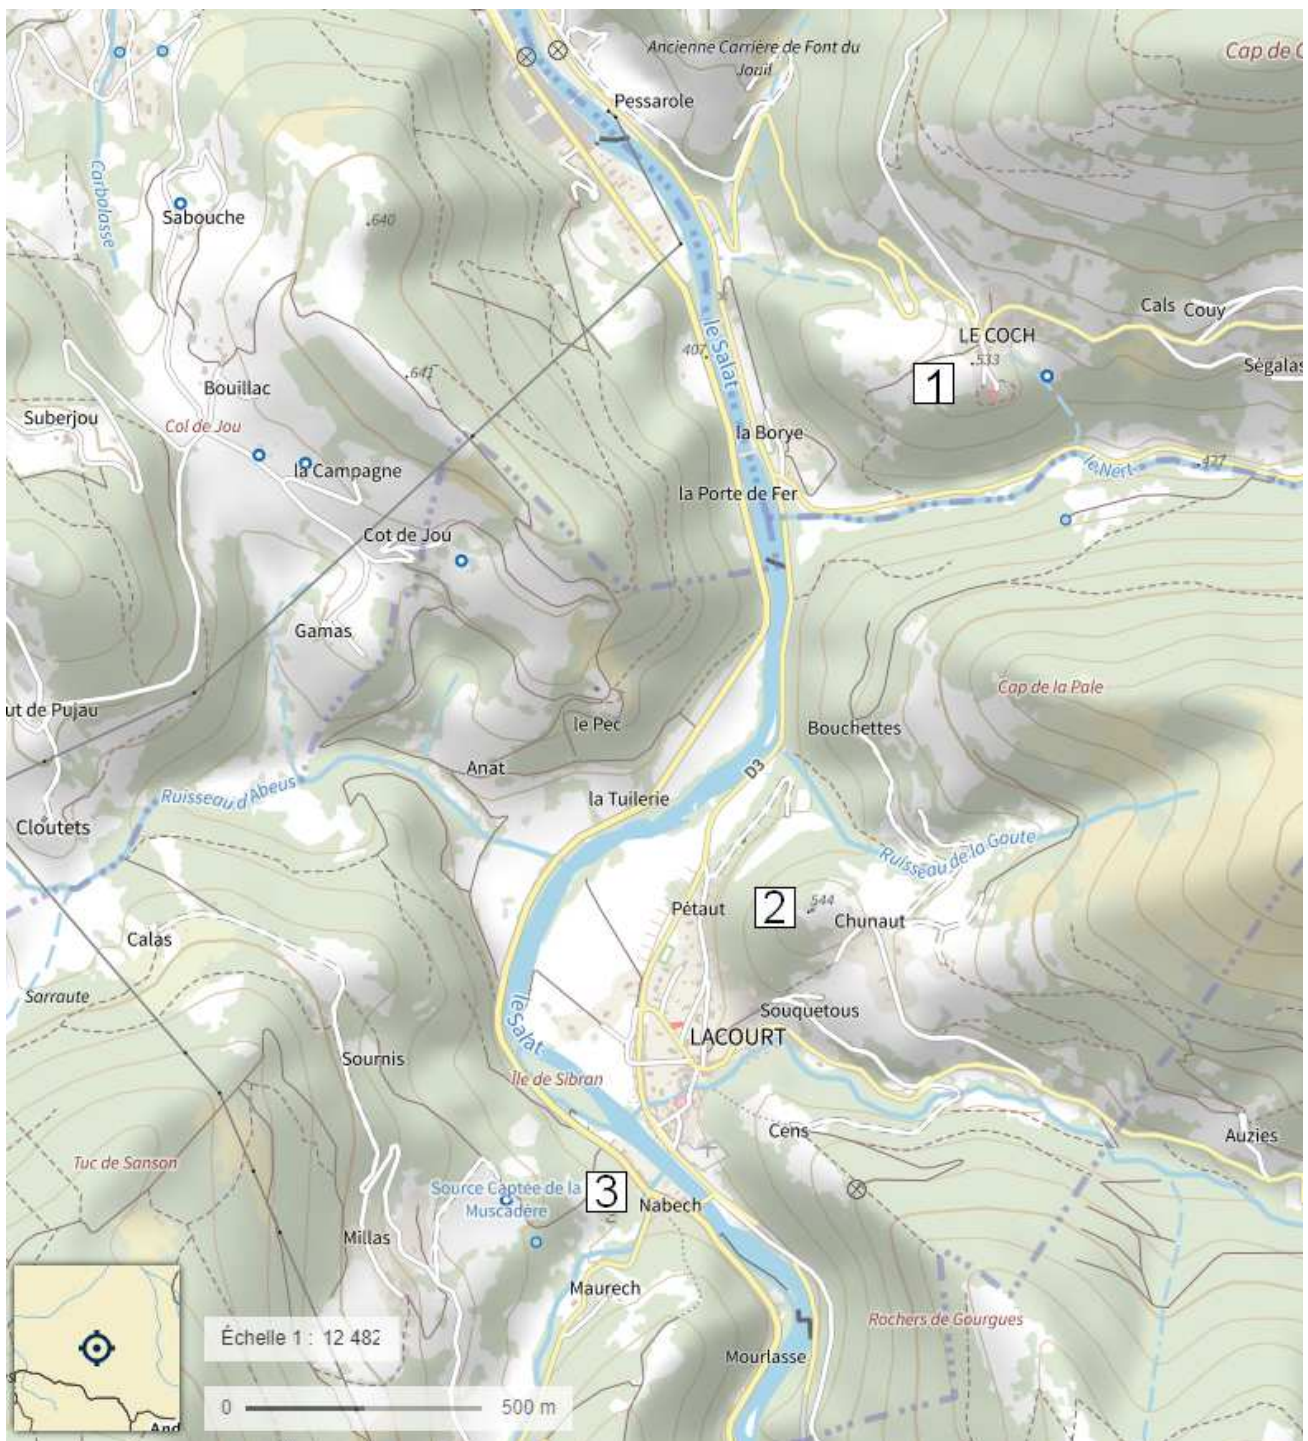 Ancienne Carrière de Font du
Jouil
Pessarole
Carbolasse
Sabouche
640
LE COCH
Cals
Couy
533
Ségalas
le Salat
407
641
1
Bouillac
Suberjou
Col de Jou
la Campagne
la Borye
le Nert
477
la Porte de Fer
Cot de Jou
Gamas
Cap de la Pale
ut de Pujau
le Pec
Bouchettes
Anat
D3
la Tuilerie
Ruisseau d'Abeus
Cloutets
Ruisseau de la Goute
Pétaut
2
544
Chunaut
Calas
Sarraute
le Salat
Souquetous
LACOURT
Sournis
Île de Sibran
Cens
Auzies
Tuc de Sanson
Source Captée de la
Muscadère
3
Nabech
Millas
Maurech
Rochers de Gourgues
Échelle 1 : 12 482
Mourlasse
0 500 m
And